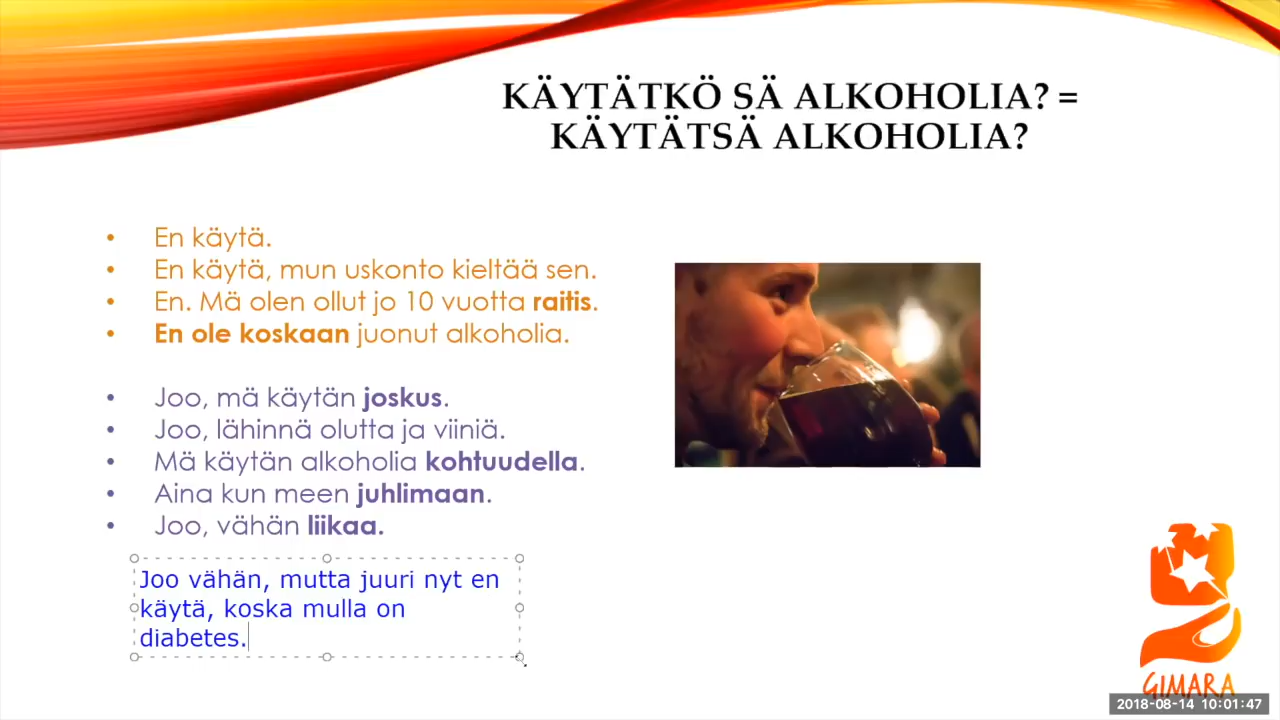 KÄYTÄTKÖ SÄ ALKOHOLIA? =
KÄYTÄTSÄ ALKOHOLIA?
• En käytä.
• En käytä, mun uskonto kieltää sen.
• En. Mä olen ollut jo 10 vuotta raitis.
• En ole koskaan juonut alkoholia.
• Joo, mä käytän joskus.
• Joo, lähinnä olutta ja viiniä.
• Mä käytän alkoholia kohtuudella.
• Aina kun meen juhlimaan.
• Joo, vähän liikaa.
Joo vähän, mutta juuri nyt en
käytä, koska mulla on
diabetes.
GIMARA
2018-08-14 10:01:47